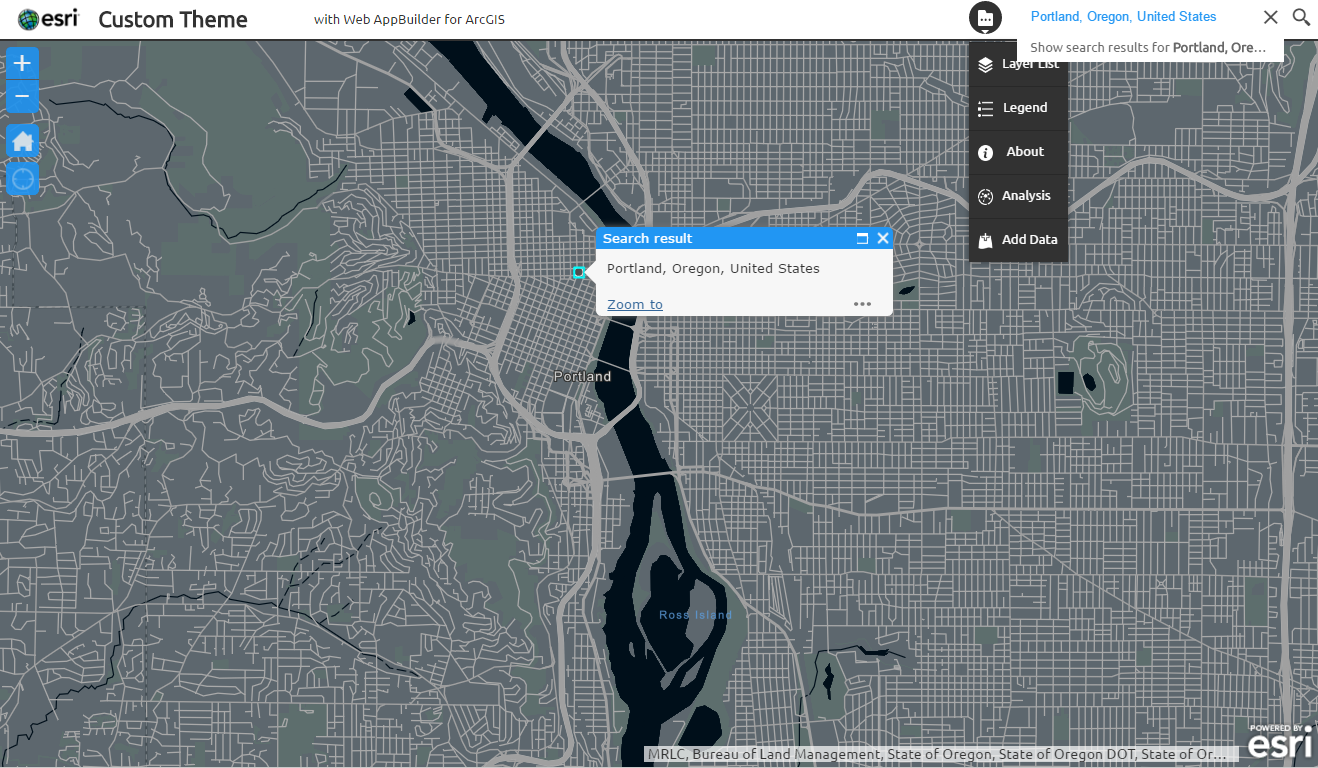 esri
Custom Theme
with Web AppBuilder for ArcGIS
Portland, Oregon, United States
Show search results for Portland, Ore...
+
−
Layer List
Legend
About
Analysis
Add Data
Search result
Portland, Oregon, United States
Zoom to
Portland
Ross Island
POWERED BY
esri
MRLC, Bureau of Land Management, State of Oregon, State of Oregon DOT, State of Or...